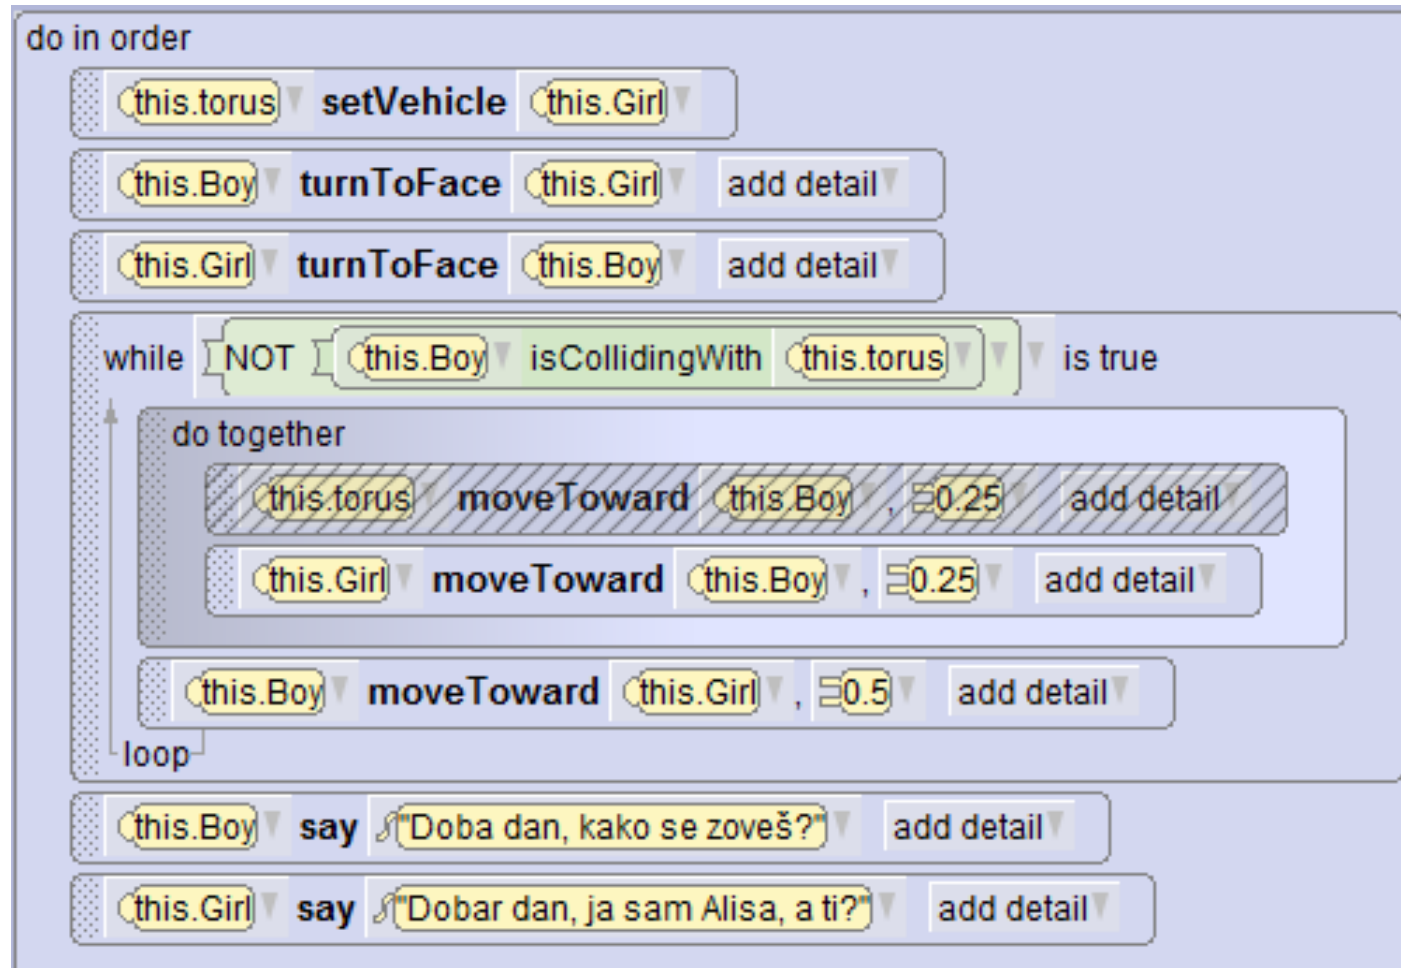 do in order
this.torus setVehicle this.Girl
this.Boy turnToFace this.Girl add detail
this.Girl turnToFace this.Boy add detail
while NOT this.Boy isCollidingWith this.torus is true
do together
this.torus moveToward this.Boy , 0.25 add detail
this.Girl moveToward this.Boy , 0.25 add detail
this.Boy moveToward this.Girl , 0.5 add detail
loop
this.Boy say "Doba dan, kako se zoveš?" add detail
this.Girl say "Dobar dan, ja sam Alisa, a ti?" add detail